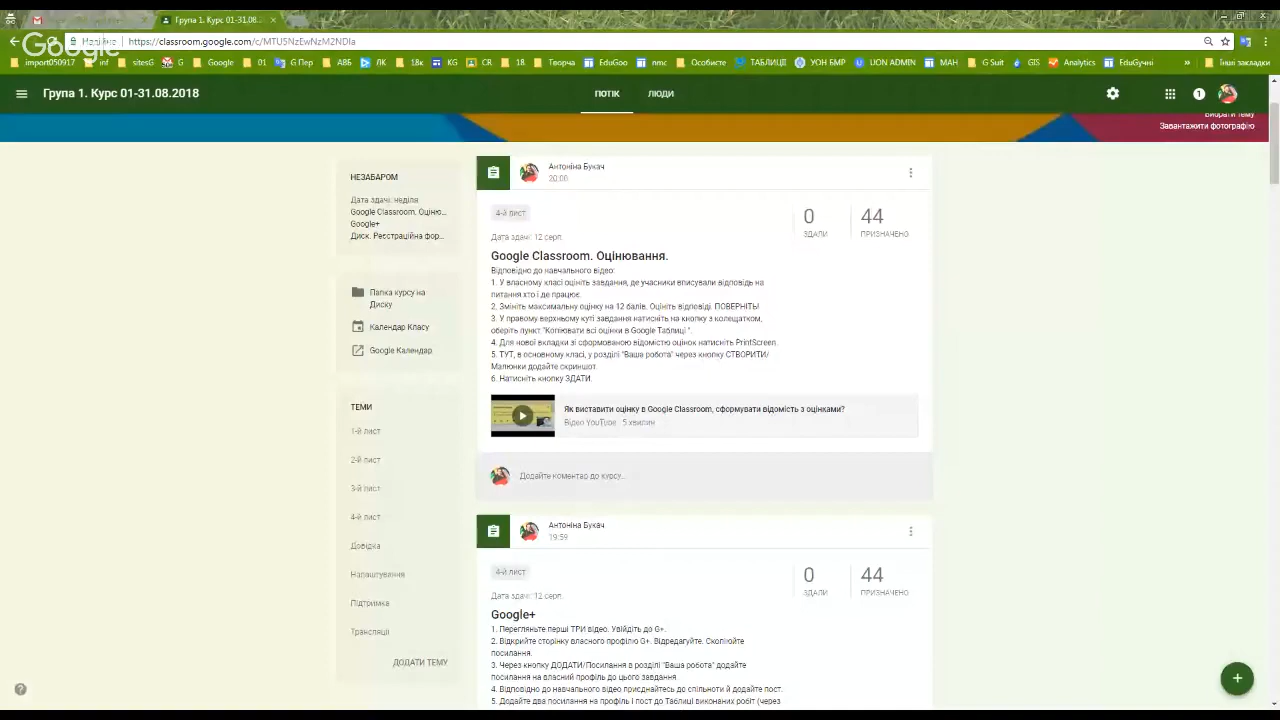 Група 1. Курс 01-31.08.2018
Google
Надійне
https://classroom.google.com/c/MTU5NzEwNzM2NDla
import050917
inf
sitesG
G
Google
01
G Пер
АВБ
ЛК
18к
KG
CR
18
Творча
EduGoo
nmc
Особисте
ТАБЛИЦІ
УОН БМР
UON ADMIN
МАН
G Suit
GIS
Analytics
EduGучні
»
Інші закладки
Група 1. Курс 01-31.08.2018
ПОТІК
ЛЮДИ
1
Вибрати тему
Завантажити фотографію
НЕЗАБАРОМ
Дата здачі: неділя
Google Classroom. Оціню...
Google+
Диск. Реєстраційна фор...
Папка курсу на
Диску
Календар Класу
Google Календар
ТЕМИ
1-й лист
2-й лист
3-й лист
4-й лист
Довідка
Налаштування
Підтримка
Трансляції
ДОДАТИ ТЕМУ
Антоніна Букач
20:00
4-й лист
0
ЗДАЛИ
44
ПРИЗНАЧЕНО
Дата здачі: 12 серп.
Google Classroom. Оцінювання.
Відповідно до навчального відео:
1. У власному класі оцініть завдання, де учасники вписували відповідь на
питання хто і де працює.
2. Змініть максимальну оцінку на 12 балів. Оцініть відповіді. ПОВЕРНІТЬ!
3. У правому верхньому куті завдання натисніть на кнопку з колещатком,
оберіть пункт "Копіювати всі оцінки в Google Таблиці ".
4. Для нової вкладки зі сформованою відомістю оцінок натисніть PrintScreen.
5. ТУТ, в основному класі, у розділі "Ваша робота" через кнопку СТВОРИТИ/
Малюнки додайте скриншот.
6. Натисніть кнопку ЗДАТИ.
Як виставити оцінку в Google Classroom, сформувати відомість з оцінками?
Відео YouTube 5 хвилин
Додайте коментар до курсу...
Антоніна Букач
19:59
4-й лист
0
ЗДАЛИ
44
ПРИЗНАЧЕНО
Дата здачі: 12 серп.
Google+
1. Перегляньте перші ТРИ відео. Увійдіть до G+.
2. Відкрийте сторінку власного профілю G+. Відредагуйте. Скопіюйте
посилання.
3. Через кнопку ДОДАТИ/Посилання в розділі "Ваша робота" додайте
посилання на власний профіль до цього завдання
4. Відповідно до навчального відео приєднайтесь до спільноти й додайте пост.
5. Додайте два посилання на профіль і пост до Таблиці виконаних робіт (через